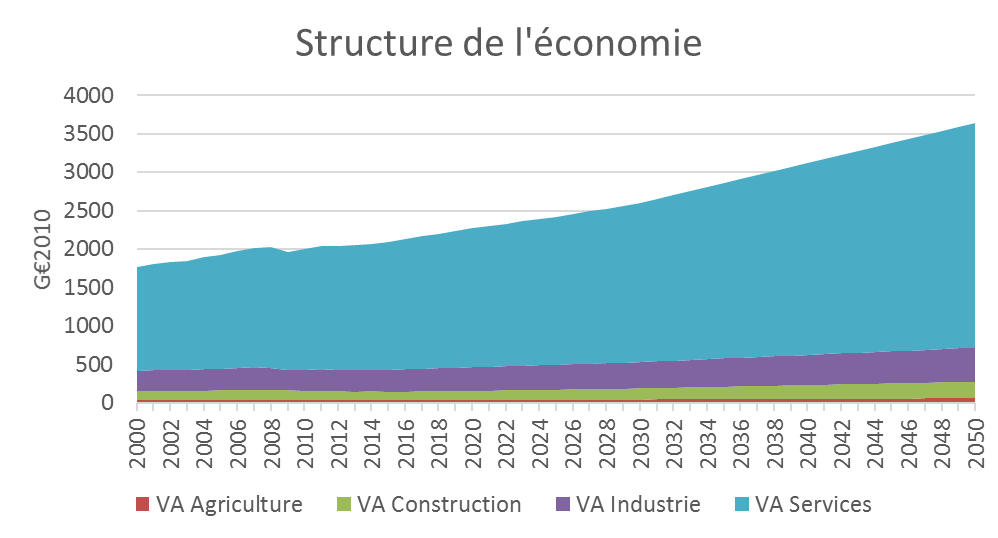 Structure de l'économie
4000
3500
3000
2500
2000
1500
1000
500
0
G€2010
2000 2002 2004 2006 2008 2010 2012 2014 2016 2018 2020 2022 2024 2026 2028 2030 2032 2034 2036 2038 2040 2042 2044 2046 2048 2050
VA Agriculture VA Construction VA Industrie VA Services